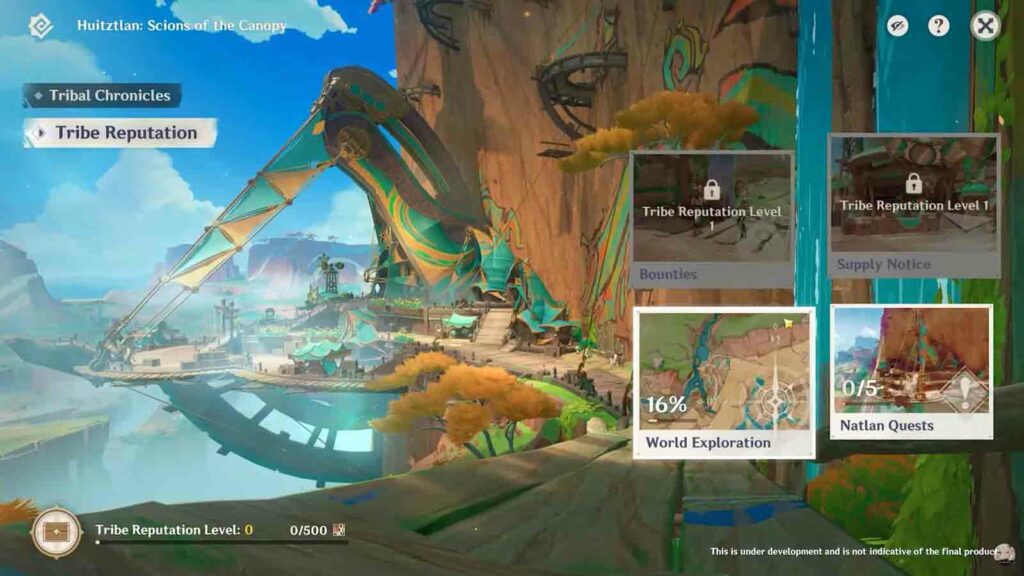 Huitztlan: Scions of the Canopy
?
Tribal Chronicles
Tribe Reputation
Tribe Reputation Level
1
Bounties
Tribe Reputation Level 1
Supply Notice
16%
World Exploration
0/5
Natlan Quests
Tribe Reputation Level: 0 0/500
This is under development and is not indicative of the final product.